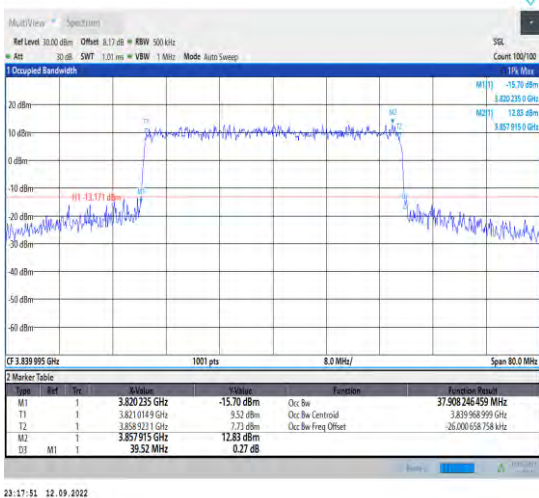 MultiView Spectrum
Ref Level 30.00 dBm Offset 8.17 dB RBW 500 kHz SGL
Att 30 dB SWT 1.01 ms VBW 1 MHz Mode Auto Sweep Count 100/100
1 Occupied Bandwidth 1Pk Max
M1[1] -15.70 dBm
3.820 235 0 GHz
M2[1] 12.83 dBm
3.857 915 0 GHz
20 dBm
M2
T1
T2
10 dBm
0 dBm
-10 dBm
H1 -13.171 dBm
M1
-20 dBm
-30 dBm
-40 dBm
-50 dBm
-60 dBm
CF 3.839 995 GHz 1001 pts 8.0 MHz/ Span 80.0 MHz
2 Marker Table
Type Ref Trc X-Value Y-Value Function Function Result
M1 1 3.820 235 GHz -15.70 dBm Occ Bw 37.908 246 459 MHz
T1 1 3.821 014 9 GHz 9.52 dBm Occ Bw Centroid 3.839 968 999 GHz
T2 1 3.858 923 1 GHz 7.73 dBm Occ Bw Freq Offset -26.000 658 758 kHz
M2 1 3.857 915 GHz 12.83 dBm
D3 M1 1 39.52 MHz 0.27 dB
23:17:51 12.09.2022